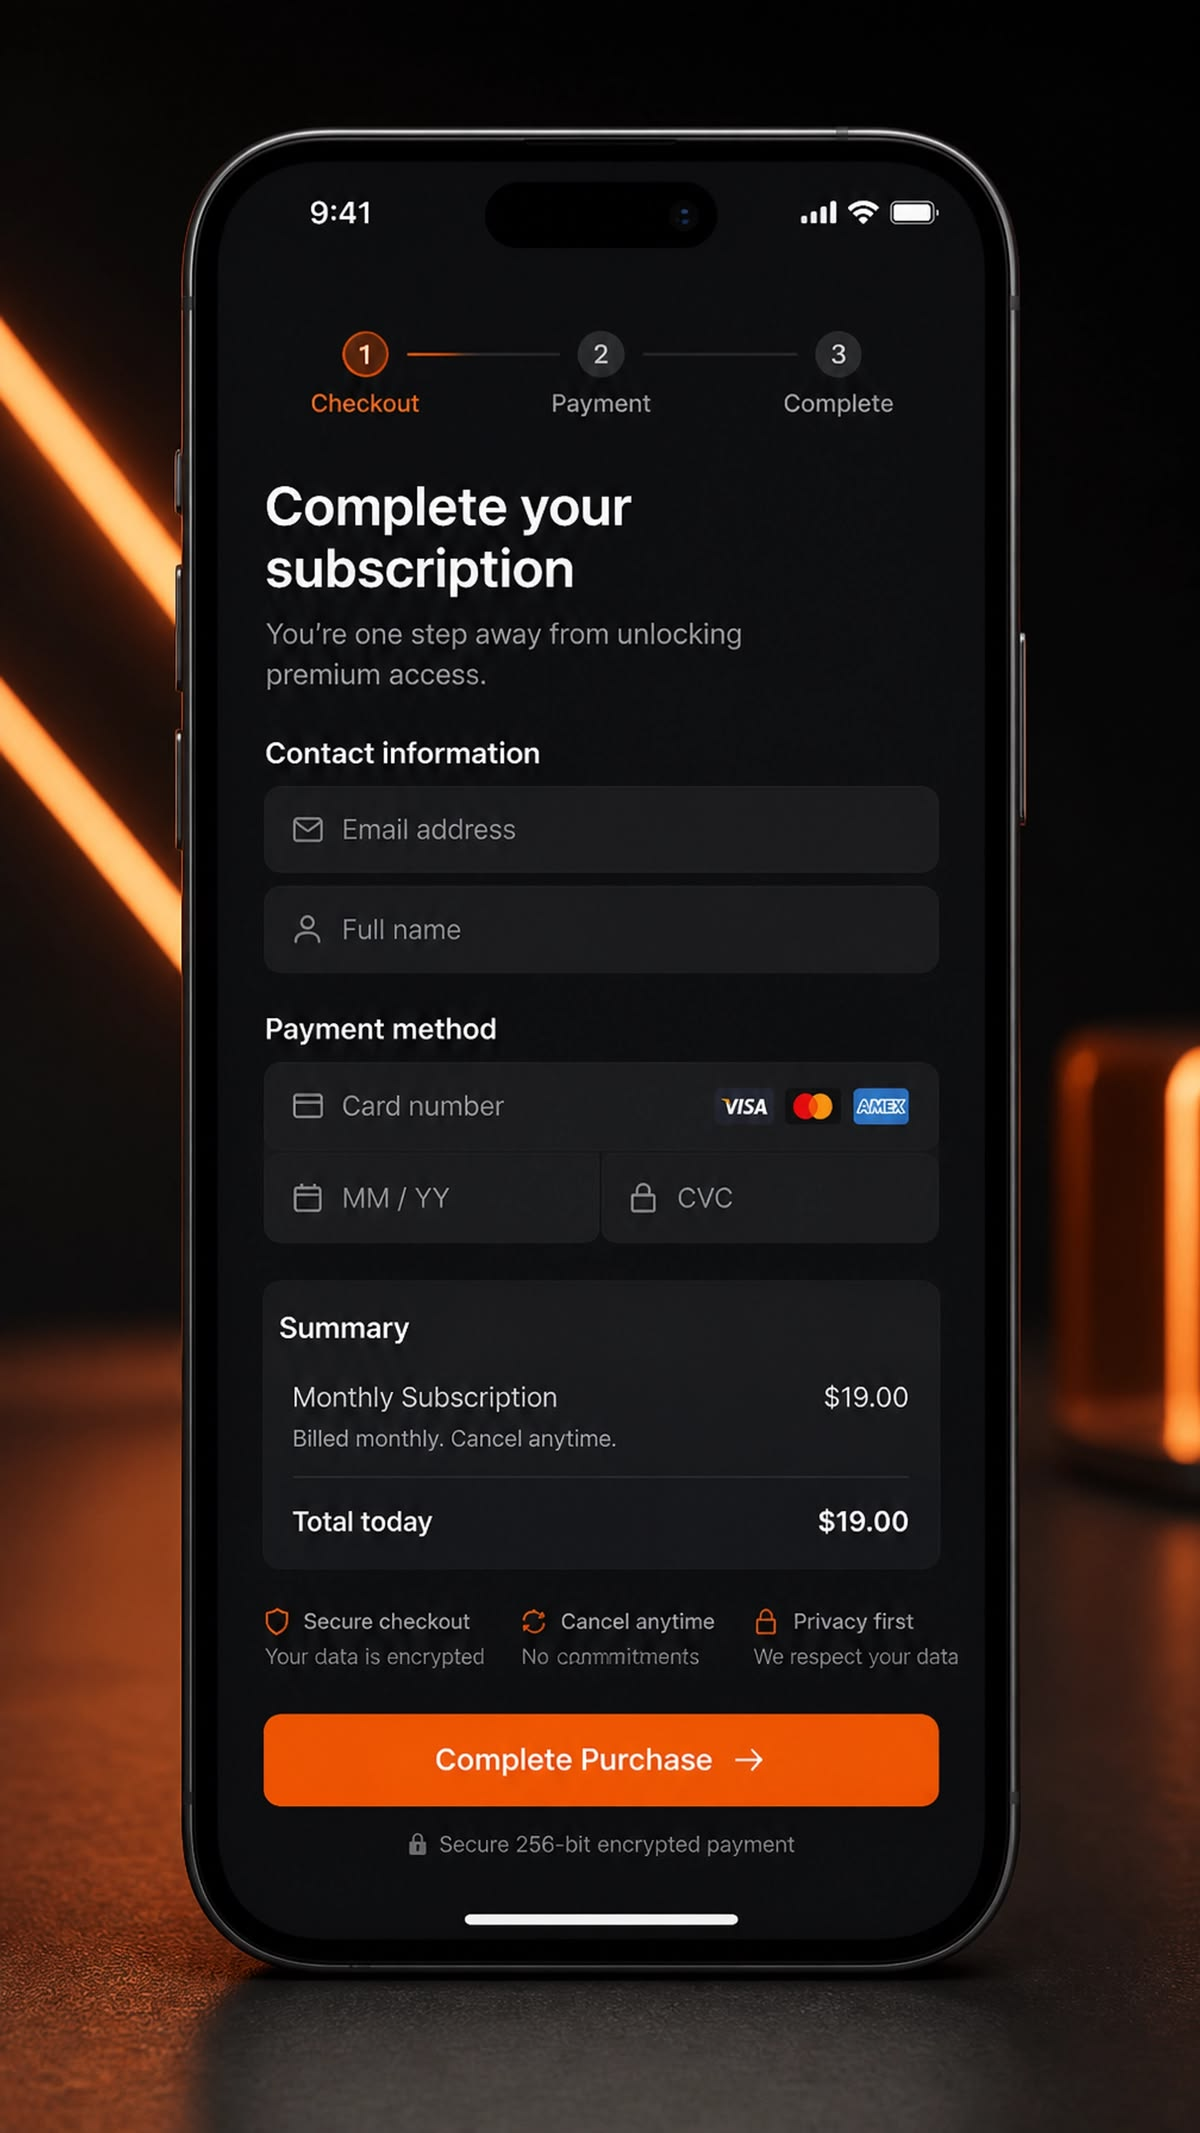 9:41
1
2
3
Checkout
Payment
Complete
Complete your
subscription
You're one step away from unlocking
premium access.
Contact information
Email address
Full name
Payment method
Card number
VISA
AMEX
MM / YY
CVC
Summary
Monthly Subscription
$19.00
Billed monthly. Cancel anytime.
Total today
$19.00
Secure checkout
Cancel anytime
Privacy first
Your data is encrypted
No conmmitments
We respect your data
Complete Purchase →
Secure 256-bit encrypted payment